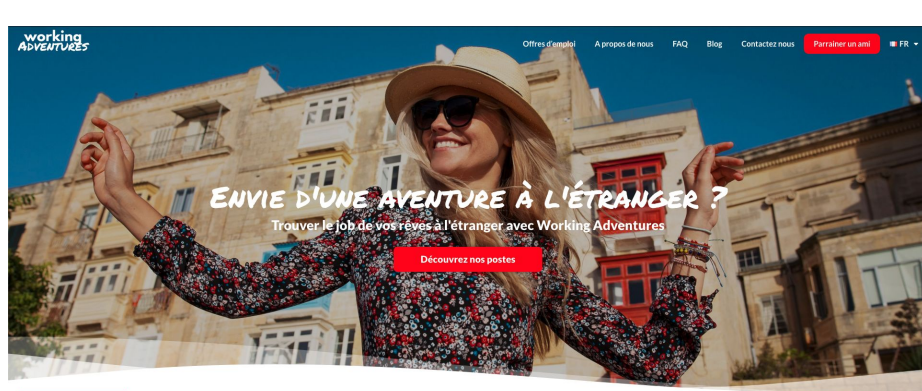 working
ADVENTURES
Offres d'emploi
A propos de nous
FAQ
Blog
Contactez nous
Parrainer un ami
FR
ENVIE D'UNE AVENTURE À L'ÉTRANGER ?
Trouver le job de vos rêves à l'étranger avec Working Adventures
Découvrez nos postes